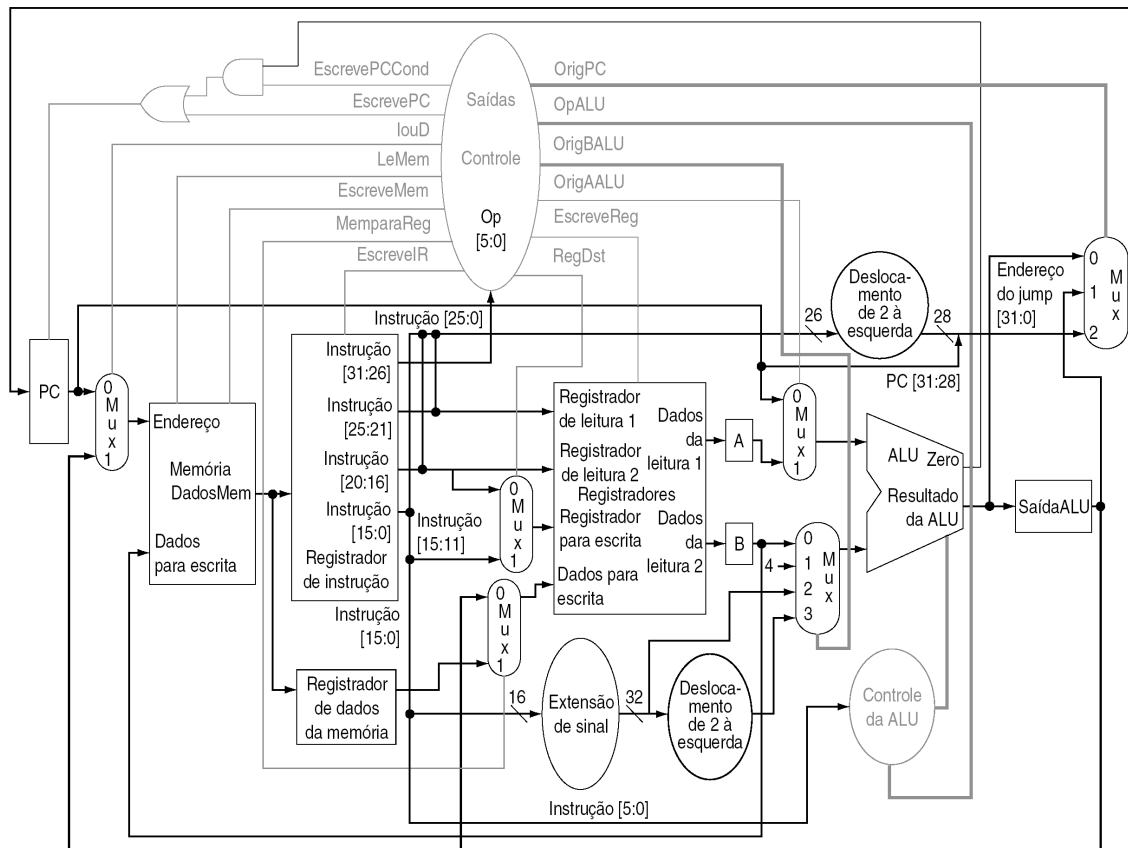 EscrevePCCond
EscrevePC
IouD
LeMem
EscreveMem
MemparaReg
EscreveIR
Saídas
Controle
Op
[5:0]
OrigPC
OpALU
OrigBALU
OrigAALU
EscreveReg
RegDst
PC
0
M
u
x
1
Endereço
Memória
DadosMem
Dados
para escrita
Instrução [25:0]
Instrução
[31:26]
Instrução
[25:21]
Instrução
[20:16]
Instrução
[15:0]
Registrador
de instrução
Instrução
[15:0]
Registrador
de dados
da memória
Instrução
[15:11]
0
M
u
x
1
0
M
u
x
1
Registrador
de leitura 1
Registrador
de leitura 2
Registradores
Registrador
para escrita
Dados para
escrita
Dados
da
leitura 1
Dados
da
leitura 2
16
Extensão
de sinal
32
Desloca-
mento
de 2 à
esquerda
A
B
4
0
M
u
x
1
0
1
2
3
M
u
x
26
Desloca-
mento
de 2 à
esquerda
28
PC [31:28]
ALU
Zero
Resultado
da ALU
SaídaALU
Controle
da ALU
Instrução [5:0]
Endereço
do jump
[31:0]
0
1
2
M
u
x